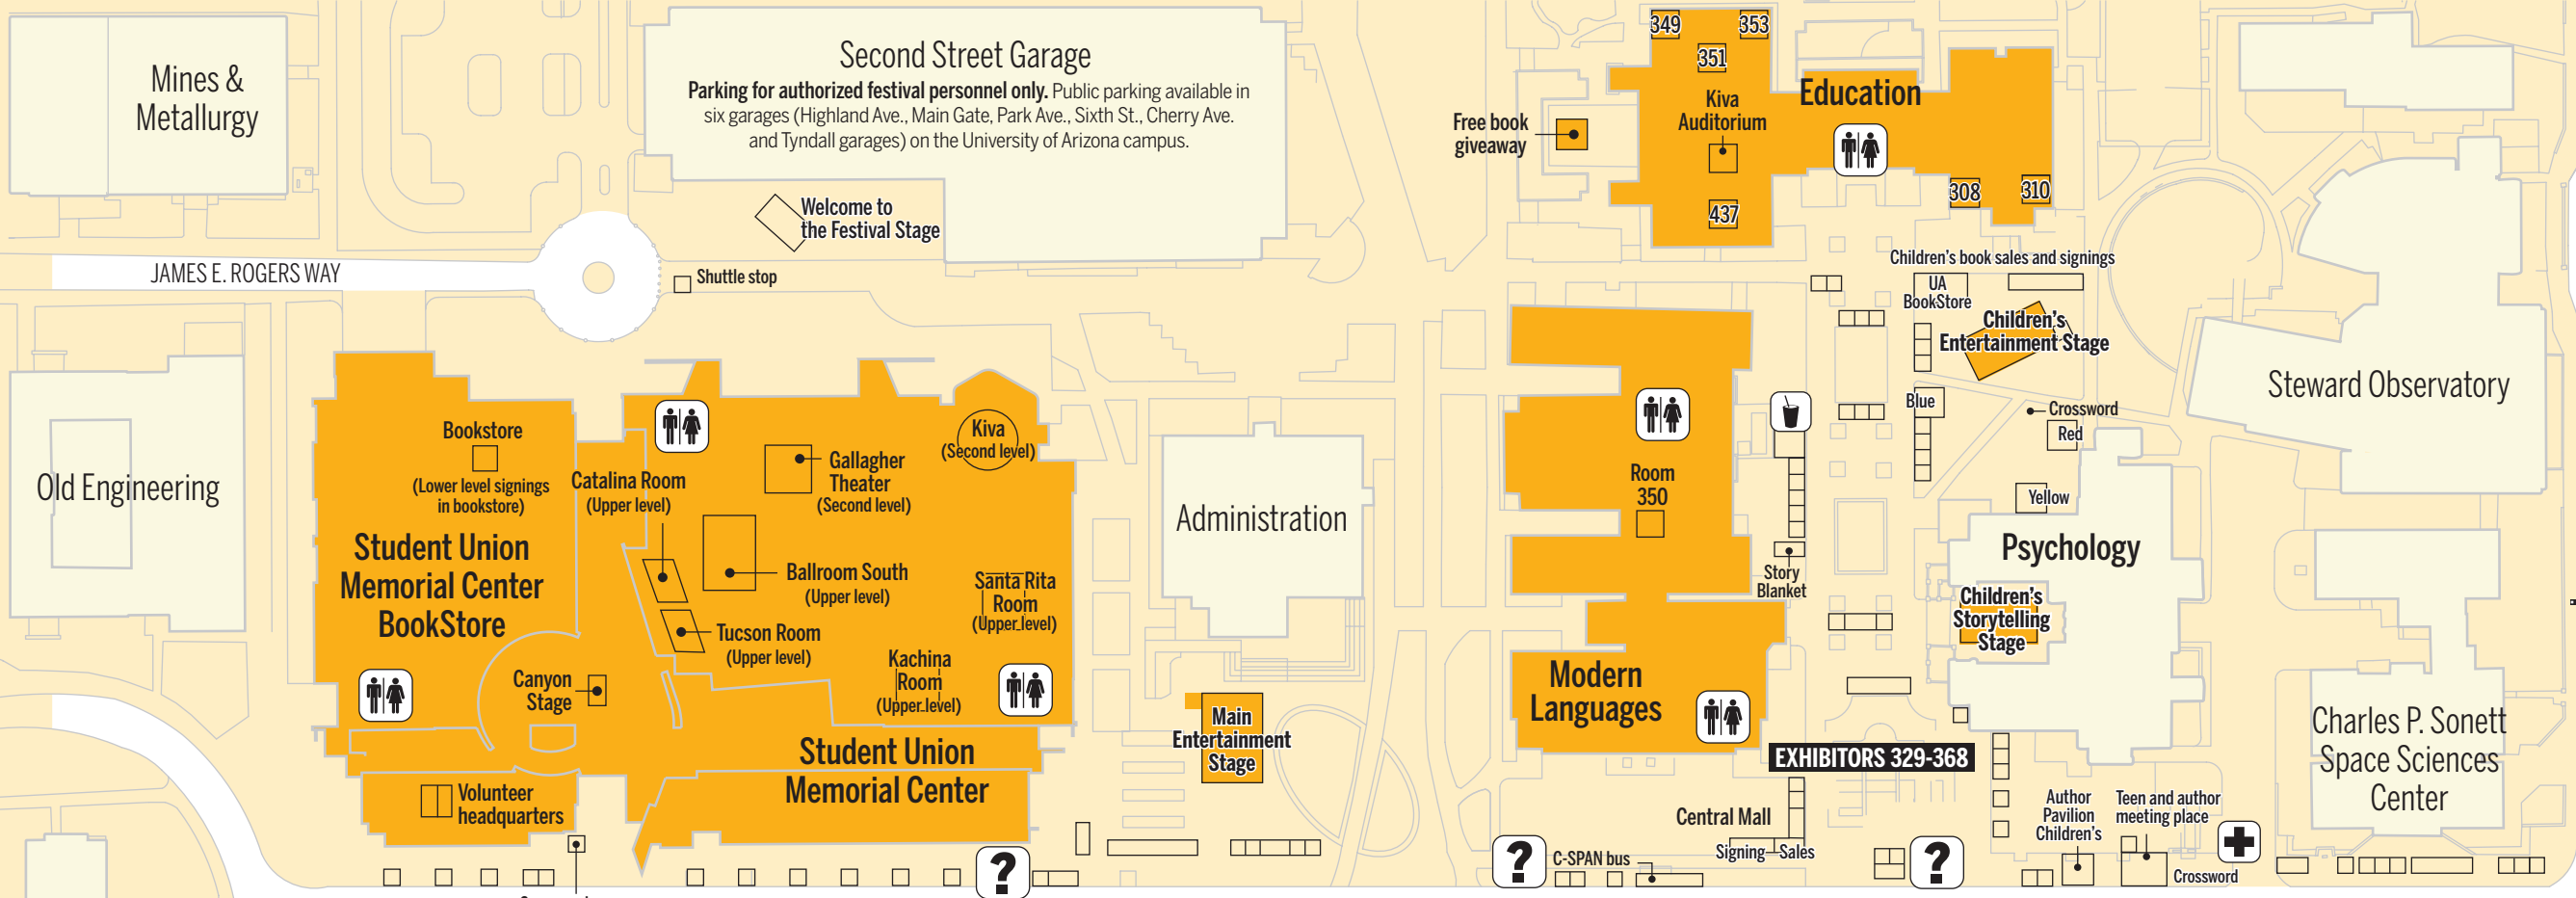 Mines &
Metallurgy
Second Street Garage
Parking for authorized festival personnel only. Public parking available in
six garages (Highland Ave., Main Gate, Park Ave., Sixth St., Cherry Ave.
and Tyndall garages) on the University of Arizona campus.
Welcome to
the Festival Stage
JAMES E. ROGERS WAY
Shuttle stop
349
353
351
Kiva
Auditorium
Education
Free book
giveaway
437
308
310
Children's book sales and signings
UA
BookStore
Children's
Entertainment Stage
Steward Observatory
Blue
Crossword
Red
Yellow
Psychology
Children's
Storytelling
Stage
Old Engineering
Bookstore
(Lower level signings
in bookstore)
Student Union
Memorial Center
BookStore
Catalina Room
(Upper level)
Gallagher
Theater
(Second level)
Kiva
(Second level)
Ballroom South
(Upper level)
Tucson Room
(Upper level)
Santa Rita
Room
(Upper level)
Kachina
Room
(Upper level)
Canyon
Stage
Volunteer
headquarters
Student Union
Memorial Center
Administration
Main
Entertainment
Stage
Room
350
Story
Blanket
Modern
Languages
EXHIBITORS 329-368
Central Mall
Signing
Sales
?
?
?
C-SPAN bus
Author
Pavilion
Children's
Teen and author
meeting place
Crossword
Charles P. Sonett
Space Sciences
Center